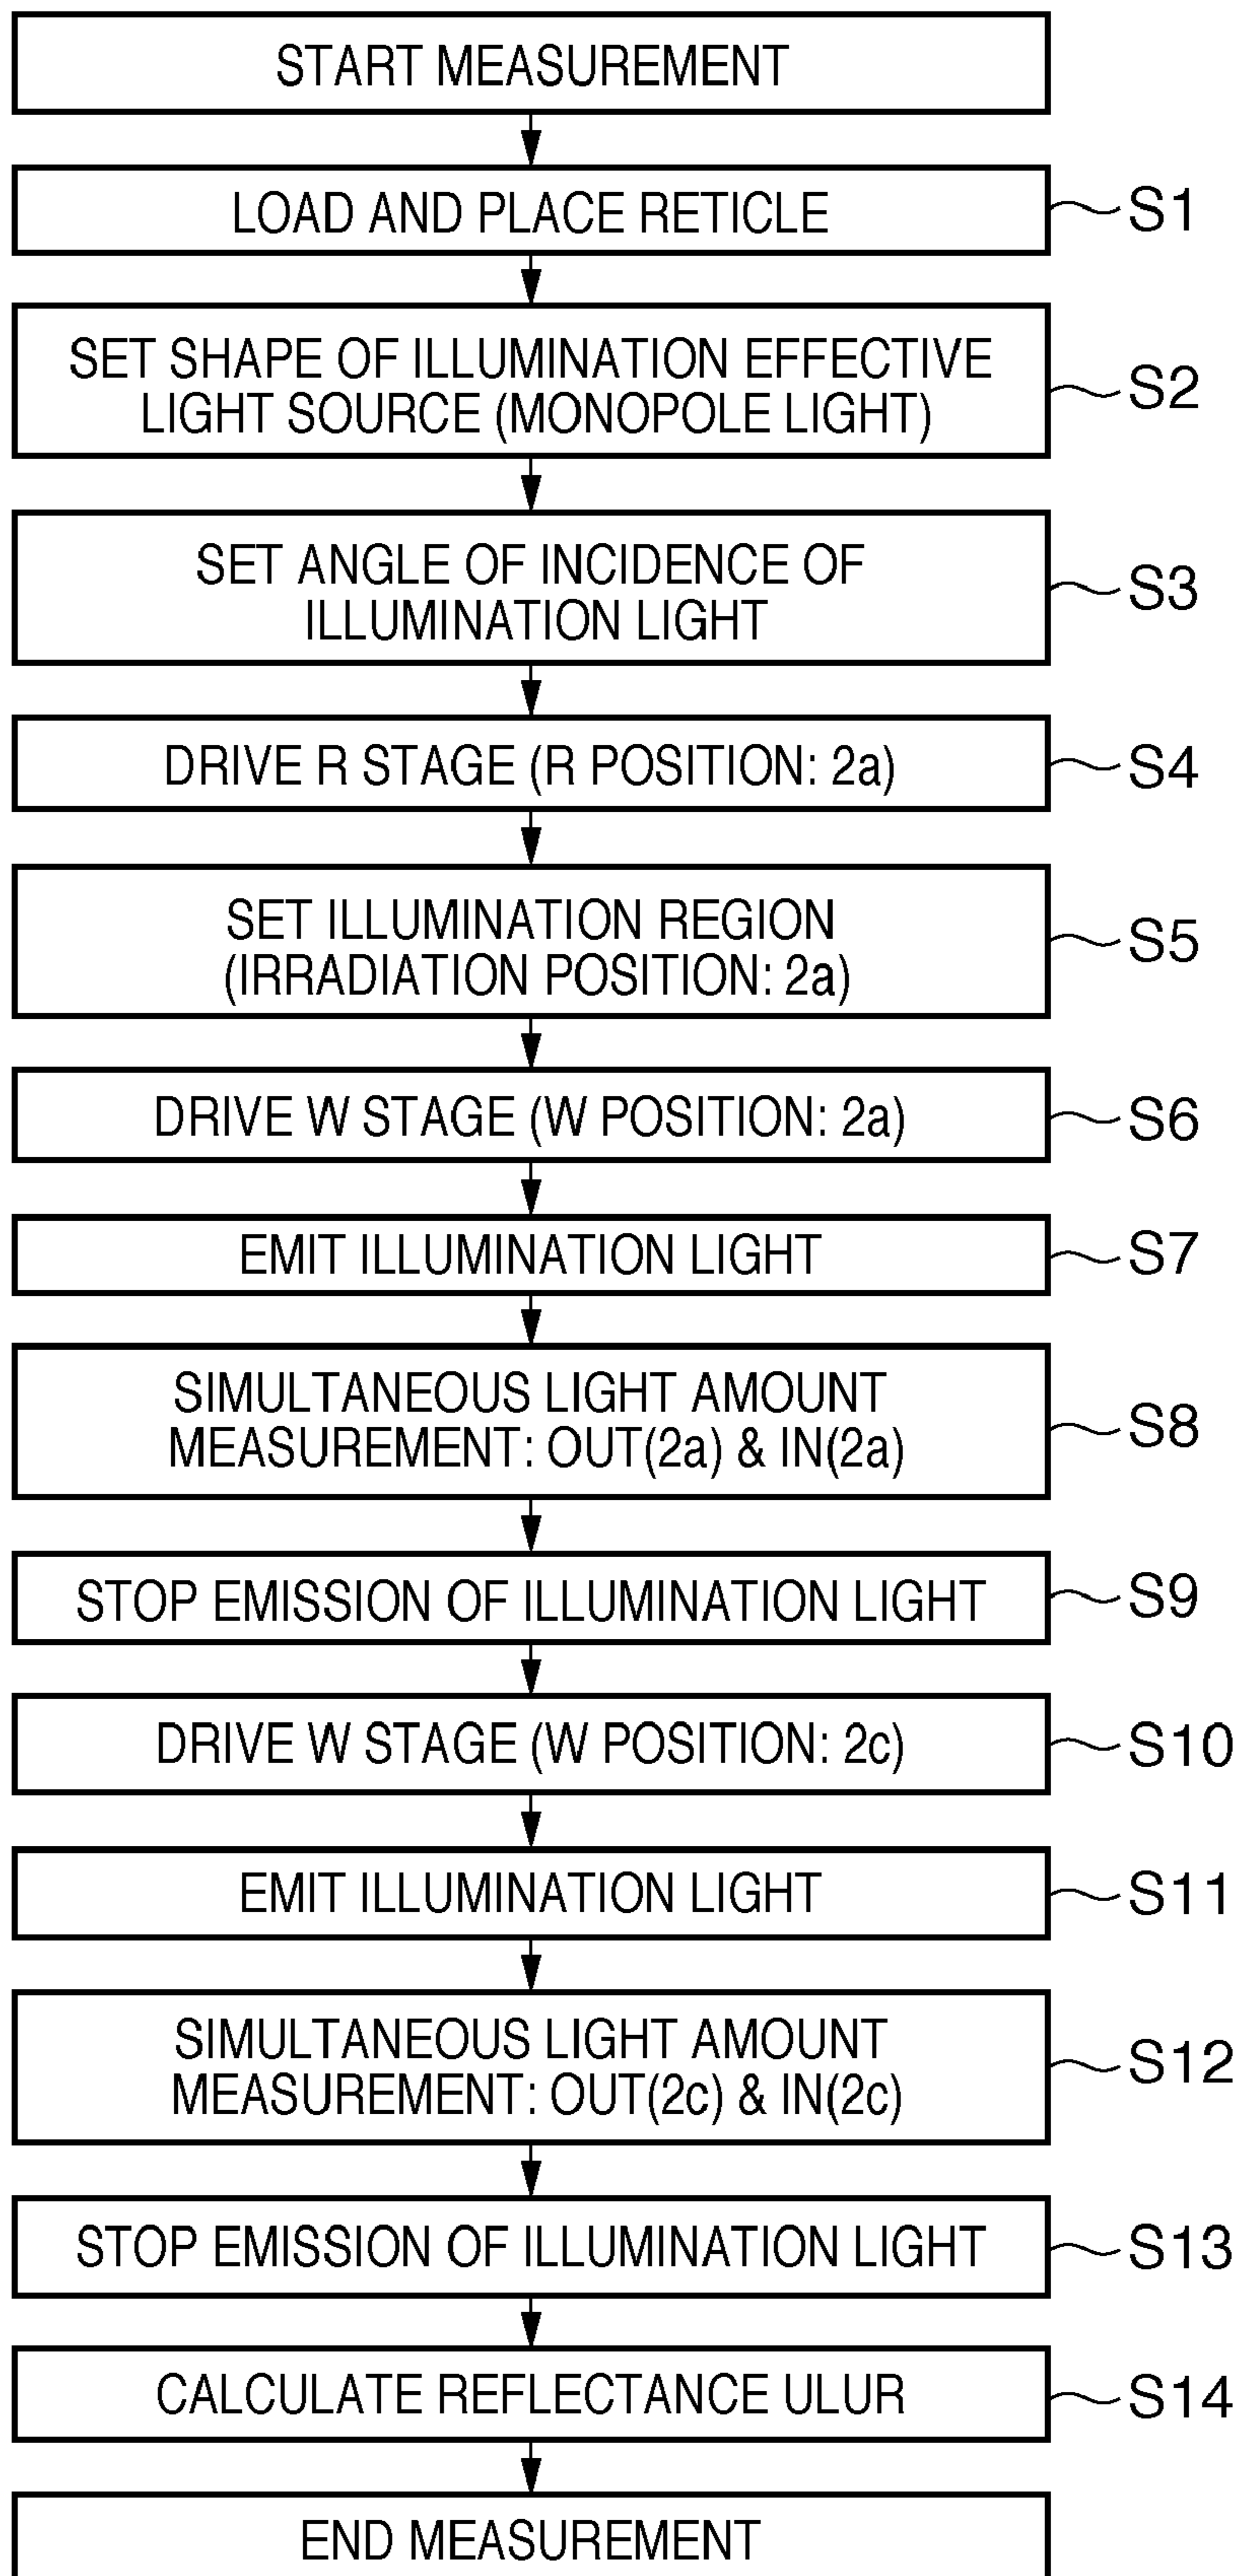 START MEASUREMENT
LOAD AND PLACE RETICLE
S1
SET SHAPE OF ILLUMINATION EFFECTIVE
LIGHT SOURCE (MONOPOLE LIGHT)
S2
SET ANGLE OF INCIDENCE OF
ILLUMINATION LIGHT
S3
DRIVE R STAGE (R POSITION: 2a)
S4
SET ILLUMINATION REGION
(IRRADIATION POSITION: 2a)
S5
DRIVE W STAGE (W POSITION: 2a)
S6
EMIT ILLUMINATION LIGHT
S7
SIMULTANEOUS LIGHT AMOUNT
MEASUREMENT: OUT(2a) & IN(2a)
S8
STOP EMISSION OF ILLUMINATION LIGHT
S9
DRIVE W STAGE (W POSITION: 2c)
S10
EMIT ILLUMINATION LIGHT
S11
SIMULTANEOUS LIGHT AMOUNT
MEASUREMENT: OUT(2c) & IN(2c)
S12
STOP EMISSION OF ILLUMINATION LIGHT
S13
CALCULATE REFLECTANCE ULUR
S14
END MEASUREMENT